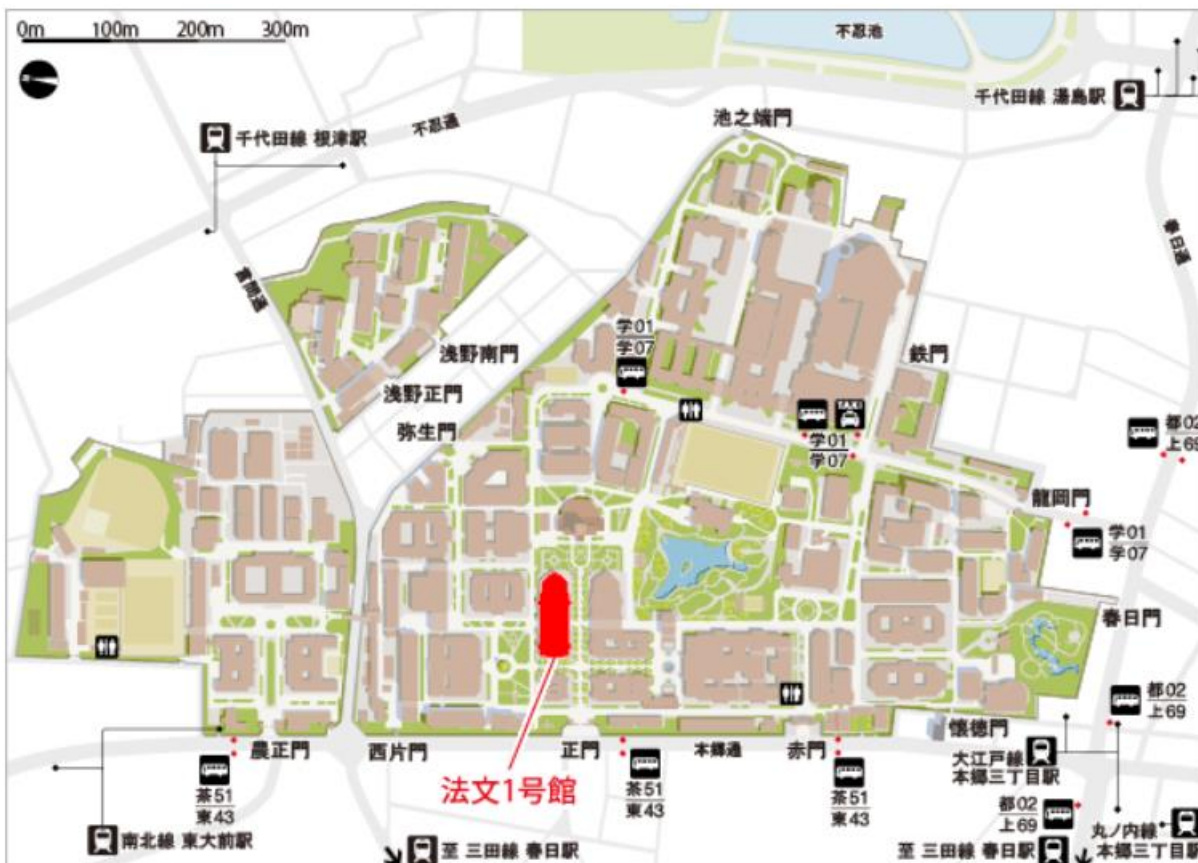 0m 100m 200m 300m
不忍池
千代田線 湯島駅
千代田線 根津駅
不忍通
池之端門
春日通
言問通
学01
学07
浅野南門
鉄門
浅野正門
弥生門
TAXI
学01
学07
都02
上69
龍岡門
学01
学07
春日門
都02
上69
農正門
西片門
正門
本郷通
赤門
懐徳門
大江戸線
本郷三丁目駅
法文1号館
茶51
東43
茶51
東43
茶51
東43
都02
上69
丸ノ内線
本郷三丁目駅
南北線 東大前駅
至 三田線 春日駅
至 三田線 春日駅